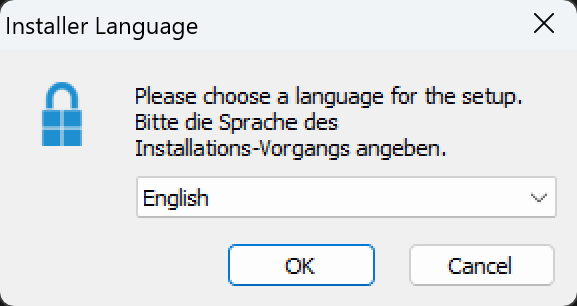 Installer Language
Please choose a language for the setup.
Bitte die Sprache des
Installations-Vorgangs angeben.
English
OK
Cancel